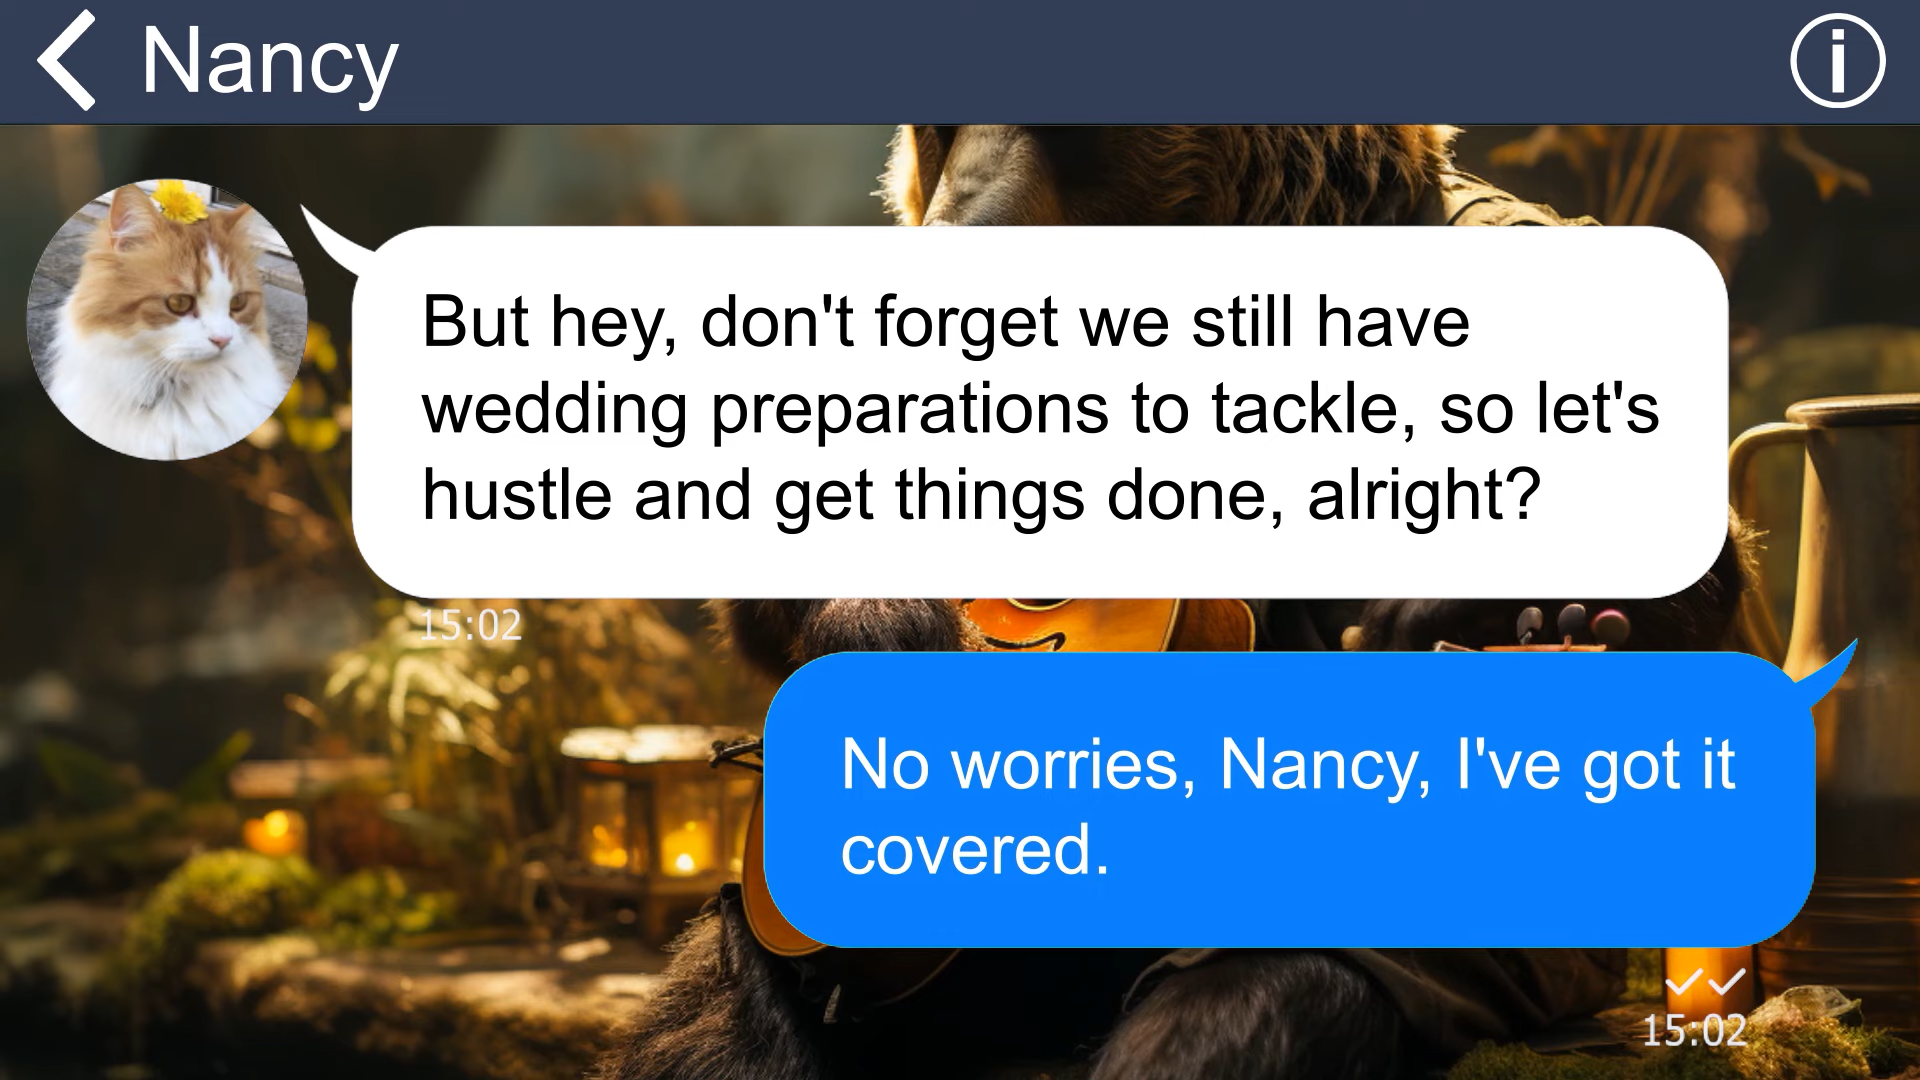 Nancy
But hey, don't forget we still have
wedding preparations to tackle, so let's
hustle and get things done, alright?
15:02
No worries, Nancy, I've got it
covered.
15:02